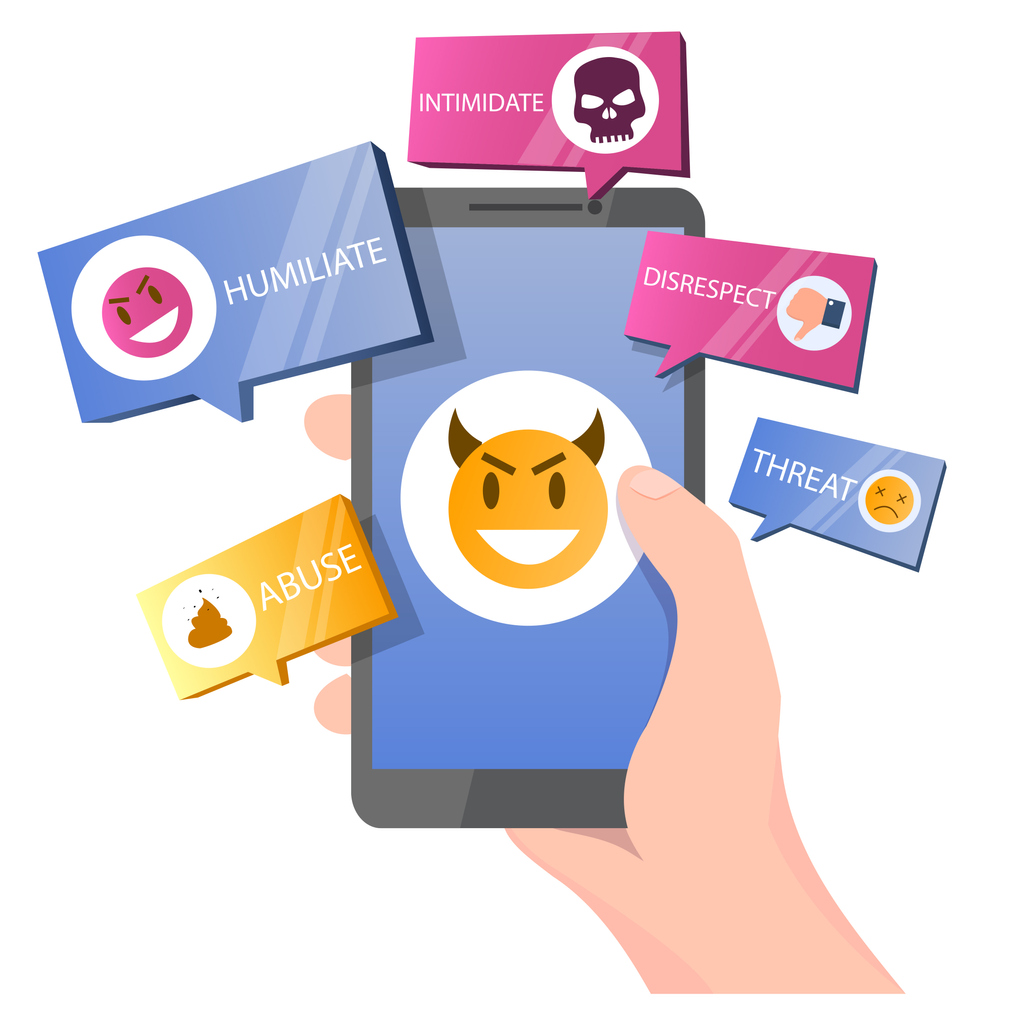 INTIMIDATE
HUMILIATE
DISRESPECT
THREAT
ABUSE